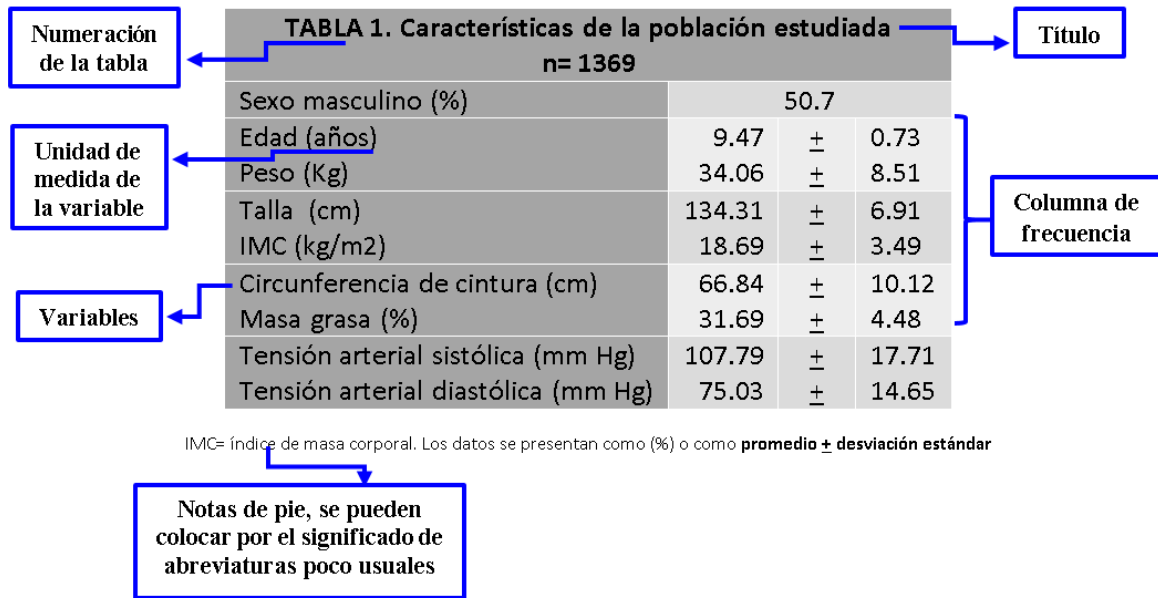 Numeración
de la tabla
TABLA 1. Características de la población estudiada
n= 1369
Título
Sexo masculino (%) 50.7
Edad (años) 9.47 ± 0.73
Peso (Kg) 34.06 ± 8.51
Talla (cm) 134.31 ± 6.91
IMC (kg/m2) 18.69 ± 3.49
Circunferencia de cintura (cm) 66.84 ± 10.12
Masa grasa (%) 31.69 ± 4.48
Tensión arterial sistólica (mm Hg) 107.79 ± 17.71
Tensión arterial diastólica (mm Hg) 75.03 ± 14.65
Unidad de
medida de
la variable
Variables
Columna de
frecuencia
IMC= índice de masa corporal. Los datos se presentan como (%) o como promedio ± desviación estándar
Notas de pie, se pueden
colocar por el significado de
abreviaturas poco usuales